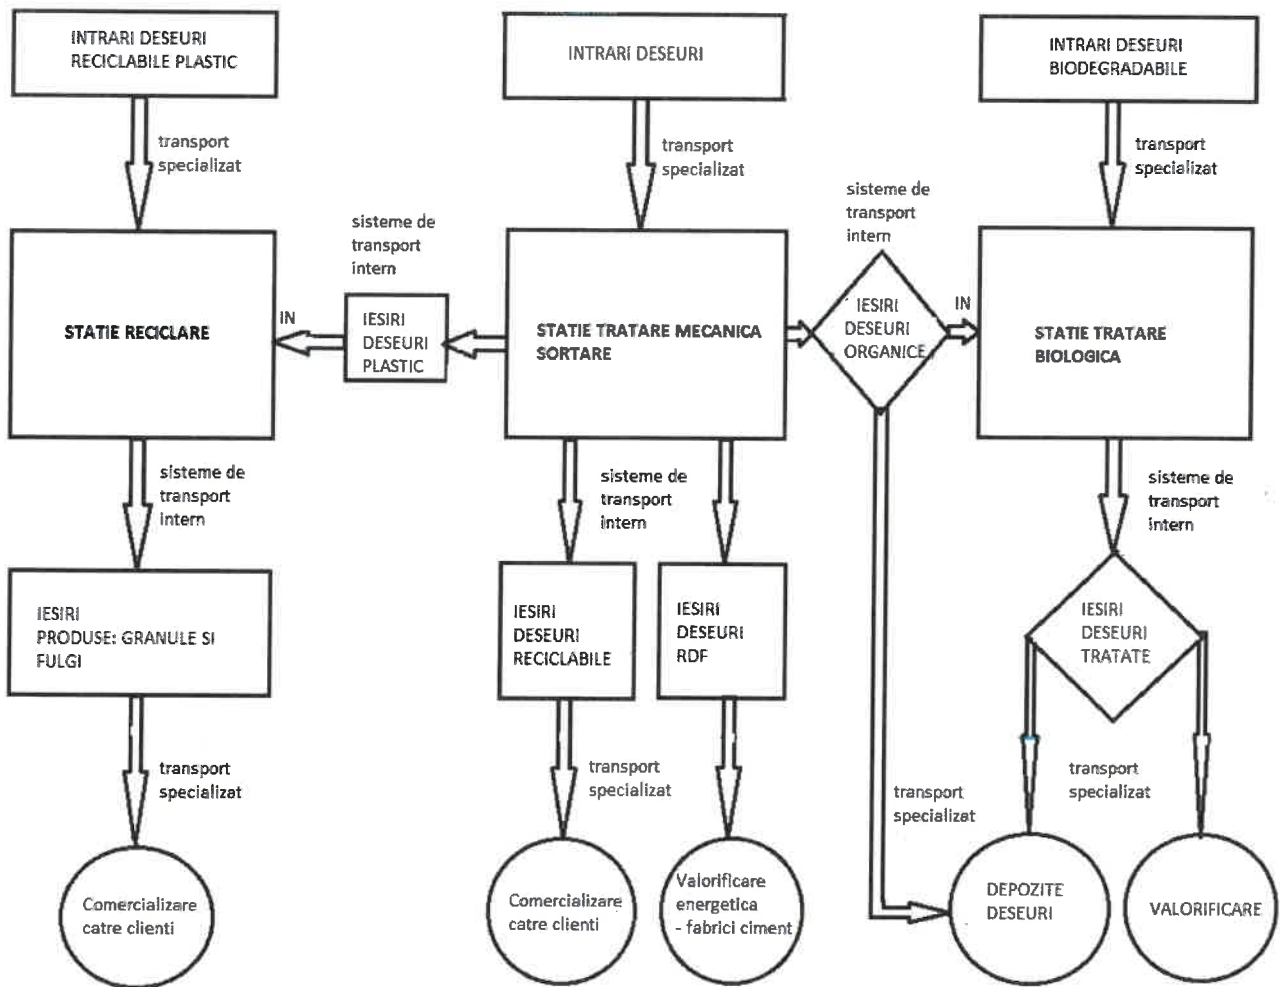 INTRARI DESEURI
RECICLABILE PLASTIC
INTRARI DESEURI
INTRARI DESEURI
BIODEGRADABILE
transport
specializat
transport
specializat
transport
specializat
sisteme de
transport
intern
sisteme de
transport
intern
STATIE RECICLARE
IN
IESIRI
DESEURI
PLASTIC
STATIE TRATARE MECANICA
SORTARE
IESIRI
DESEURI
ORGANICE
IN
STATIE TRATARE
BIOLOGICA
sisteme de
transport
intern
sisteme de
transport
intern
sisteme de
transport
intern
IESIRI
PRODUSE: GRANULE SI
FULGI
IESIRI
DESEURI
RECICLABILE
IESIRI
DESEURI
RDF
IESIRI
DESEURI
TRATATE
transport
specializat
transport
specializat
transport
specializat
transport
specializat
Comercializare
catre clienti
Comercializare
catre clienti
Valorificare
energetica
- fabrici ciment
DEPOZITE
DESEURI
VALORIFICARE